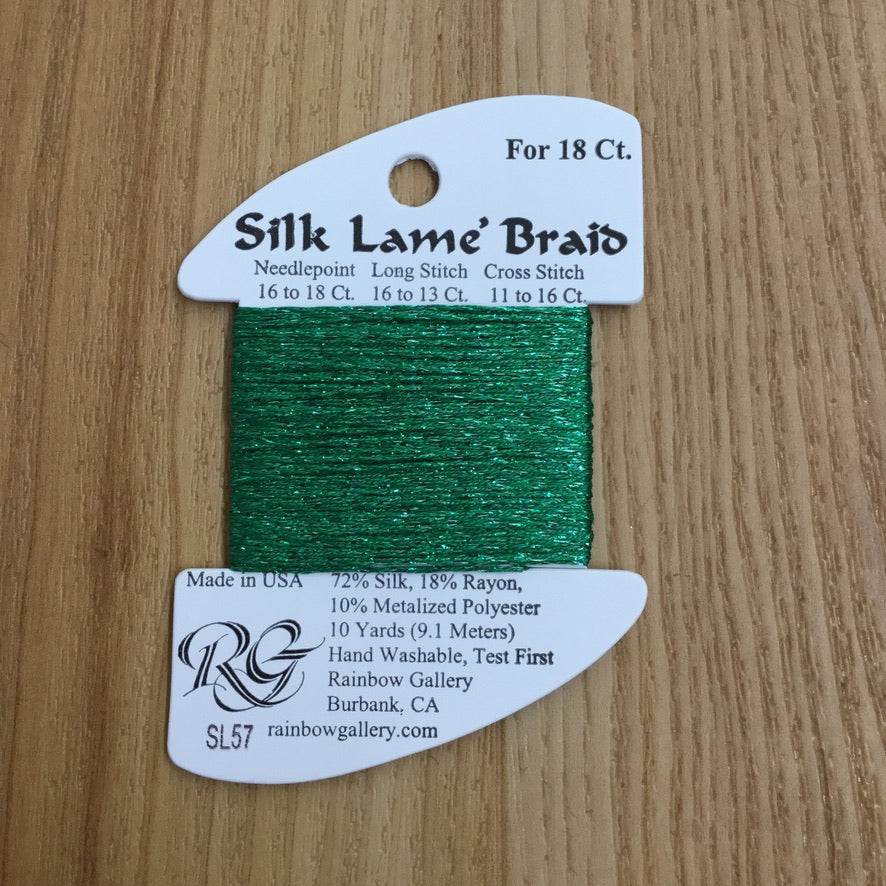 For 18 Ct.
Silk Lame' Braid
Needlepoint Long Stitch Cross Stitch
16 to 18 Ct. 16 to 13 Ct. 11 to 16 Ct.
Made in USA 72% Silk, 18% Rayon,
10% Metalized Polyester
10 Yards (9.1 Meters)
RG Hand Washable, Test First
Rainbow Gallery
Burbank, CA
SL57 rainbowgallery.com